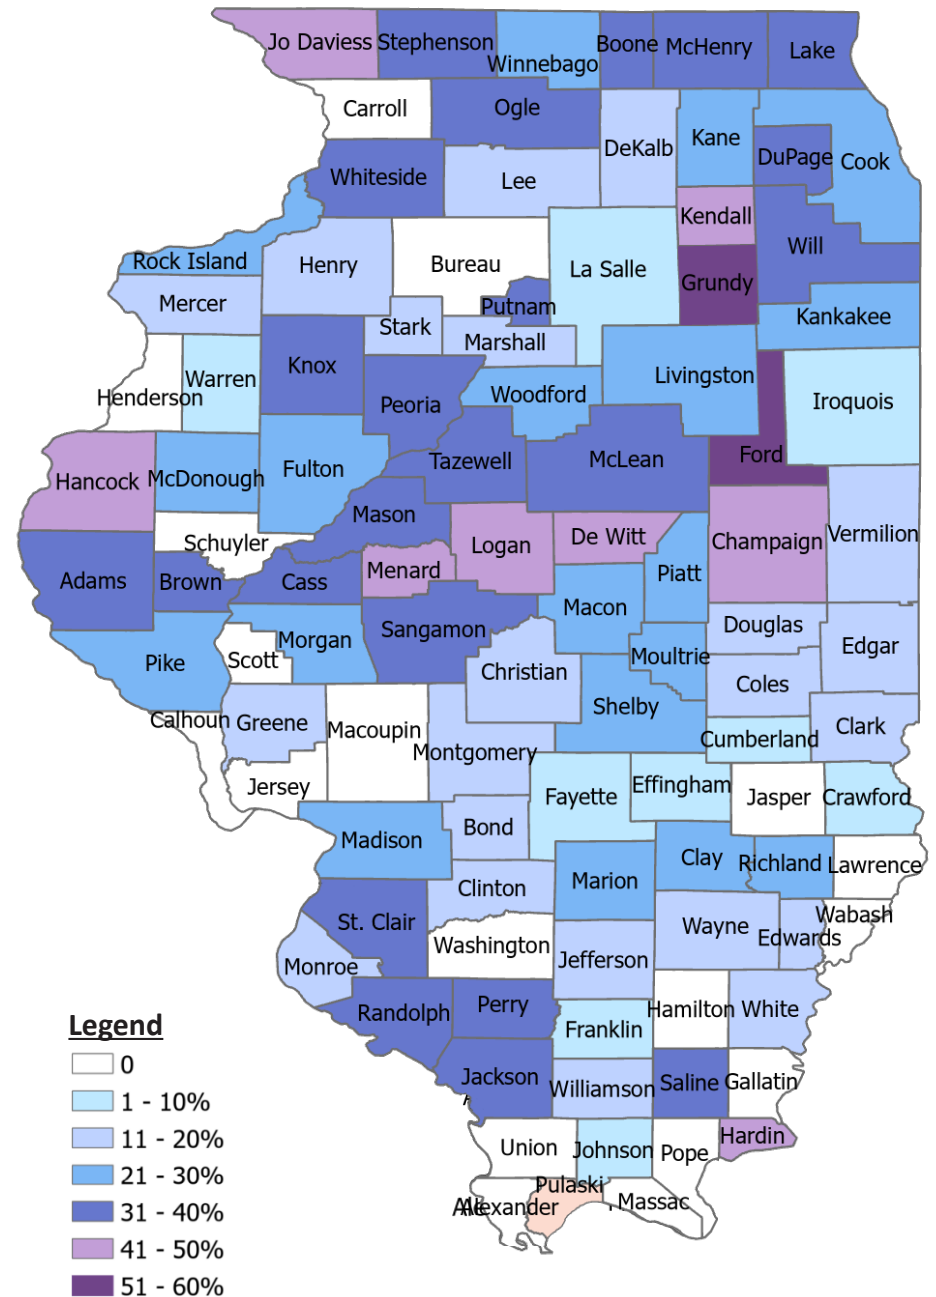 Jo Daviess
Stephenson
Winnebago
Boone
McHenry
Lake
Carroll
Ogle
DeKalb
Kane
DuPage
Cook
Whiteside
Lee
Kendall
Will
Rock Island
Henry
Bureau
La Salle
Grundy
Mercer
Putnam
Kankakee
Stark
Marshall
Knox
Warren
Henderson
Peoria
Woodford
Livingston
Iroquois
Hancock
McDonough
Fulton
Tazewell
McLean
Ford
Mason
Schuyler
Logan
De Witt
Champaign
Vermilion
Adams
Brown
Cass
Menard
Piatt
Macon
Sangamon
Douglas
Morgan
Edgar
Pike
Scott
Christian
Moultrie
Coles
Shelby
Calhoun
Greene
Macoupin
Montgomery
Cumberland
Clark
Jersey
Fayette
Effingham
Jasper
Crawford
Madison
Bond
Clay
Richland
Lawrence
Marion
Clinton
St. Clair
Wayne
Wabash
Edwards
Washington
Jefferson
Monroe
Randolph
Perry
Hamilton
White
Franklin
Jackson
Williamson
Saline
Gallatin
Hardin
Union
Johnson
Pope
Pulaski
Alexander
Massac
Legend
0
1 - 10%
11 - 20%
21 - 30%
31 - 40%
41 - 50%
51 - 60%